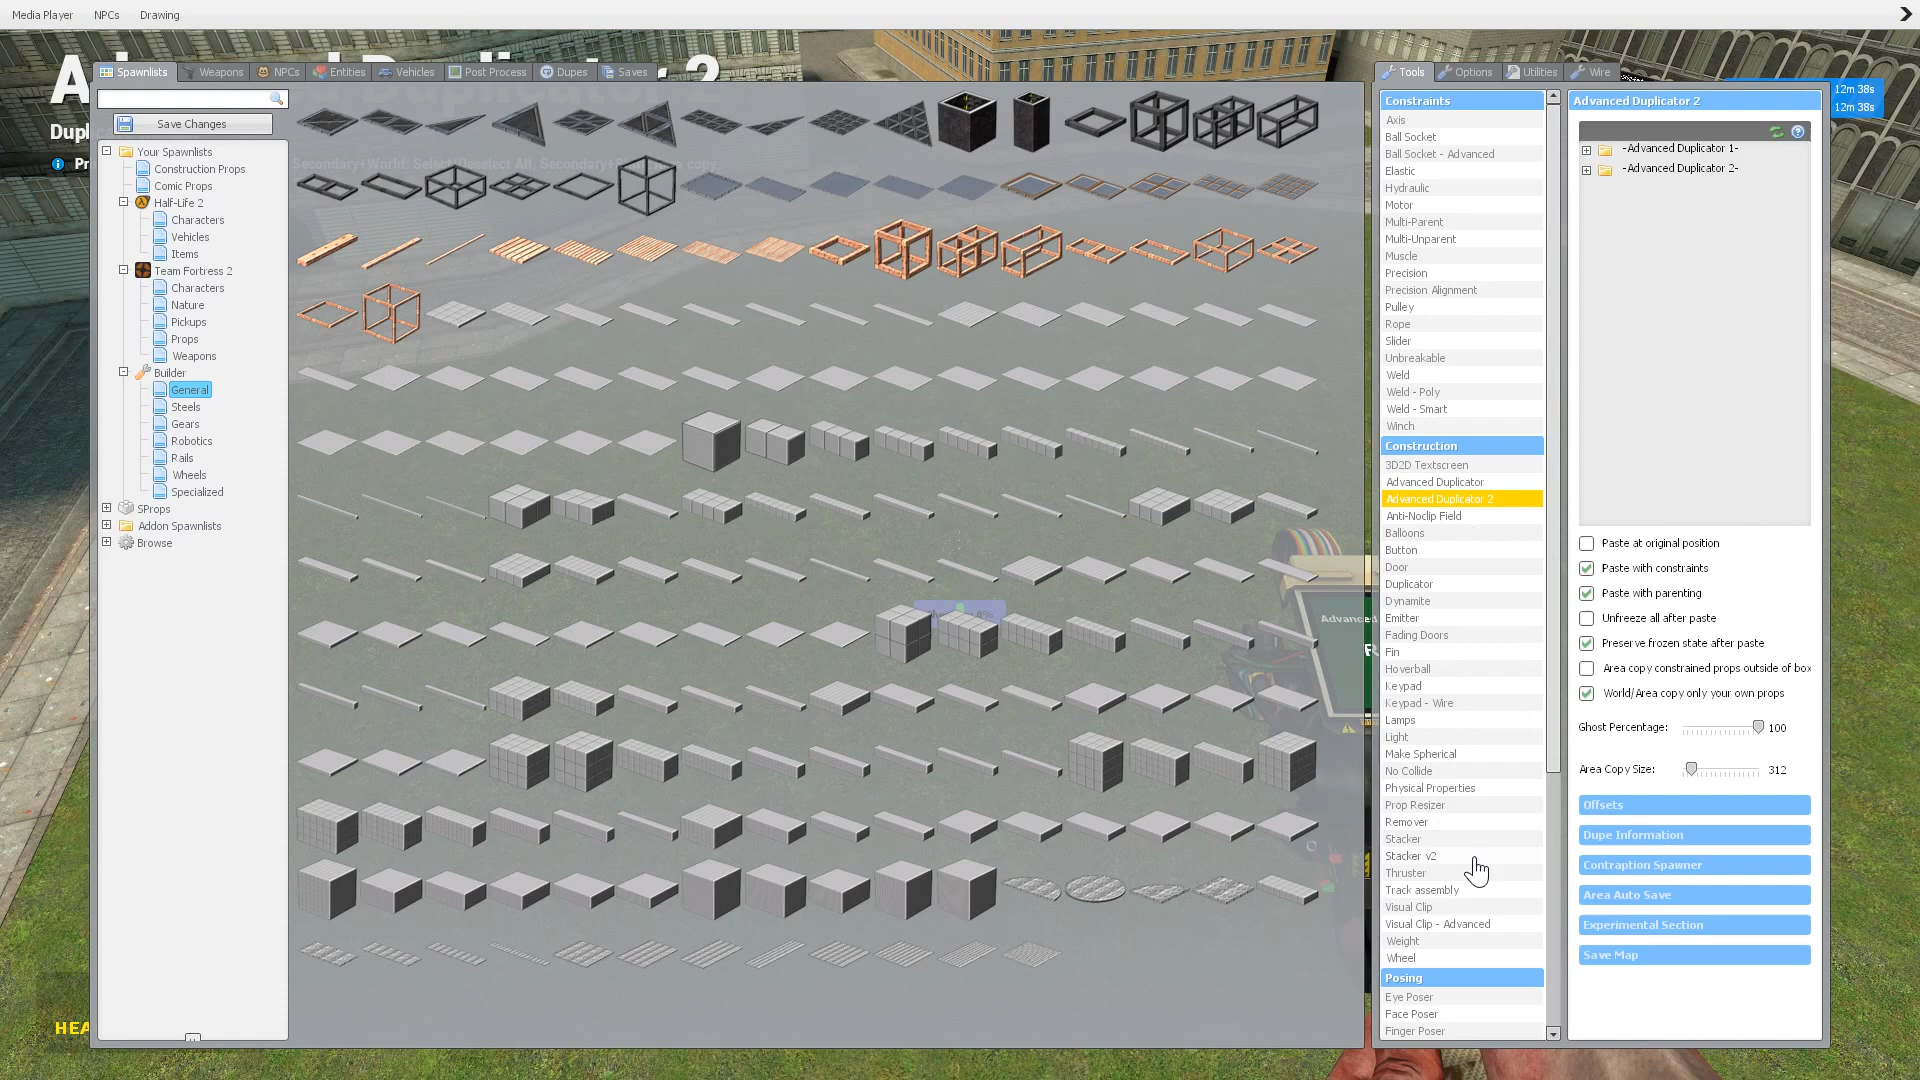 Media Player NPCs Drawing
Spawnlists Weapons NPCs Entities Vehicles Post Process Dupes Saves
Save Changes
Your Spawnlists
Construction Props
Comic Props
Half-Life 2
Characters
Vehicles
Items
Team Fortress 2
Characters
Nature
Pickups
Props
Weapons
Builder
General
Steels
Gears
Robotics
Rails
Wheels
Specialized
SProps
Addon Spawnlists
Browse
HEA
Tools Options Utilities Wire
Constraints
Axis
Ball Socket
Ball Socket - Advanced
Elastic
Hydraulic
Motor
Multi-Parent
Multi-Unparent
Muscle
Precision
Precision Alignment
Pulley
Rope
Slider
Unbreakable
Weld
Weld - Poly
Weld - Smart
Winch
Construction
3D2D Textscreen
Advanced Duplicator
Advanced Duplicator 2
Anti-Noclip Field
Balloons
Button
Door
Duplicator
Dynamite
Emitter
Fading Doors
Fin
Hoverball
Keypad
Keypad - Wire
Lamps
Light
Make Spherical
No Collide
Physical Properties
Prop Resizer
Remover
Stacker
Stacker v2
Thruster
Track assembly
Visual Clip
Visual Clip - Advanced
Weight
Wheel
Posing
Eye Poser
Face Poser
Finger Poser
Advanced Duplicator 2
-Advanced Duplicator 1-
-Advanced Duplicator 2-
Paste at original position
Paste with constraints
Paste with parenting
Unfreeze all after paste
Preserve frozen state after paste
Area copy constrained props outside of box
World/Area copy only your own props
Ghost Percentage: 100
Area Copy Size: 312
Offsets
Dupe Information
Contraption Spawner
Area Auto Save
Experimental Section
Save Map
12m 38s
12m 38s